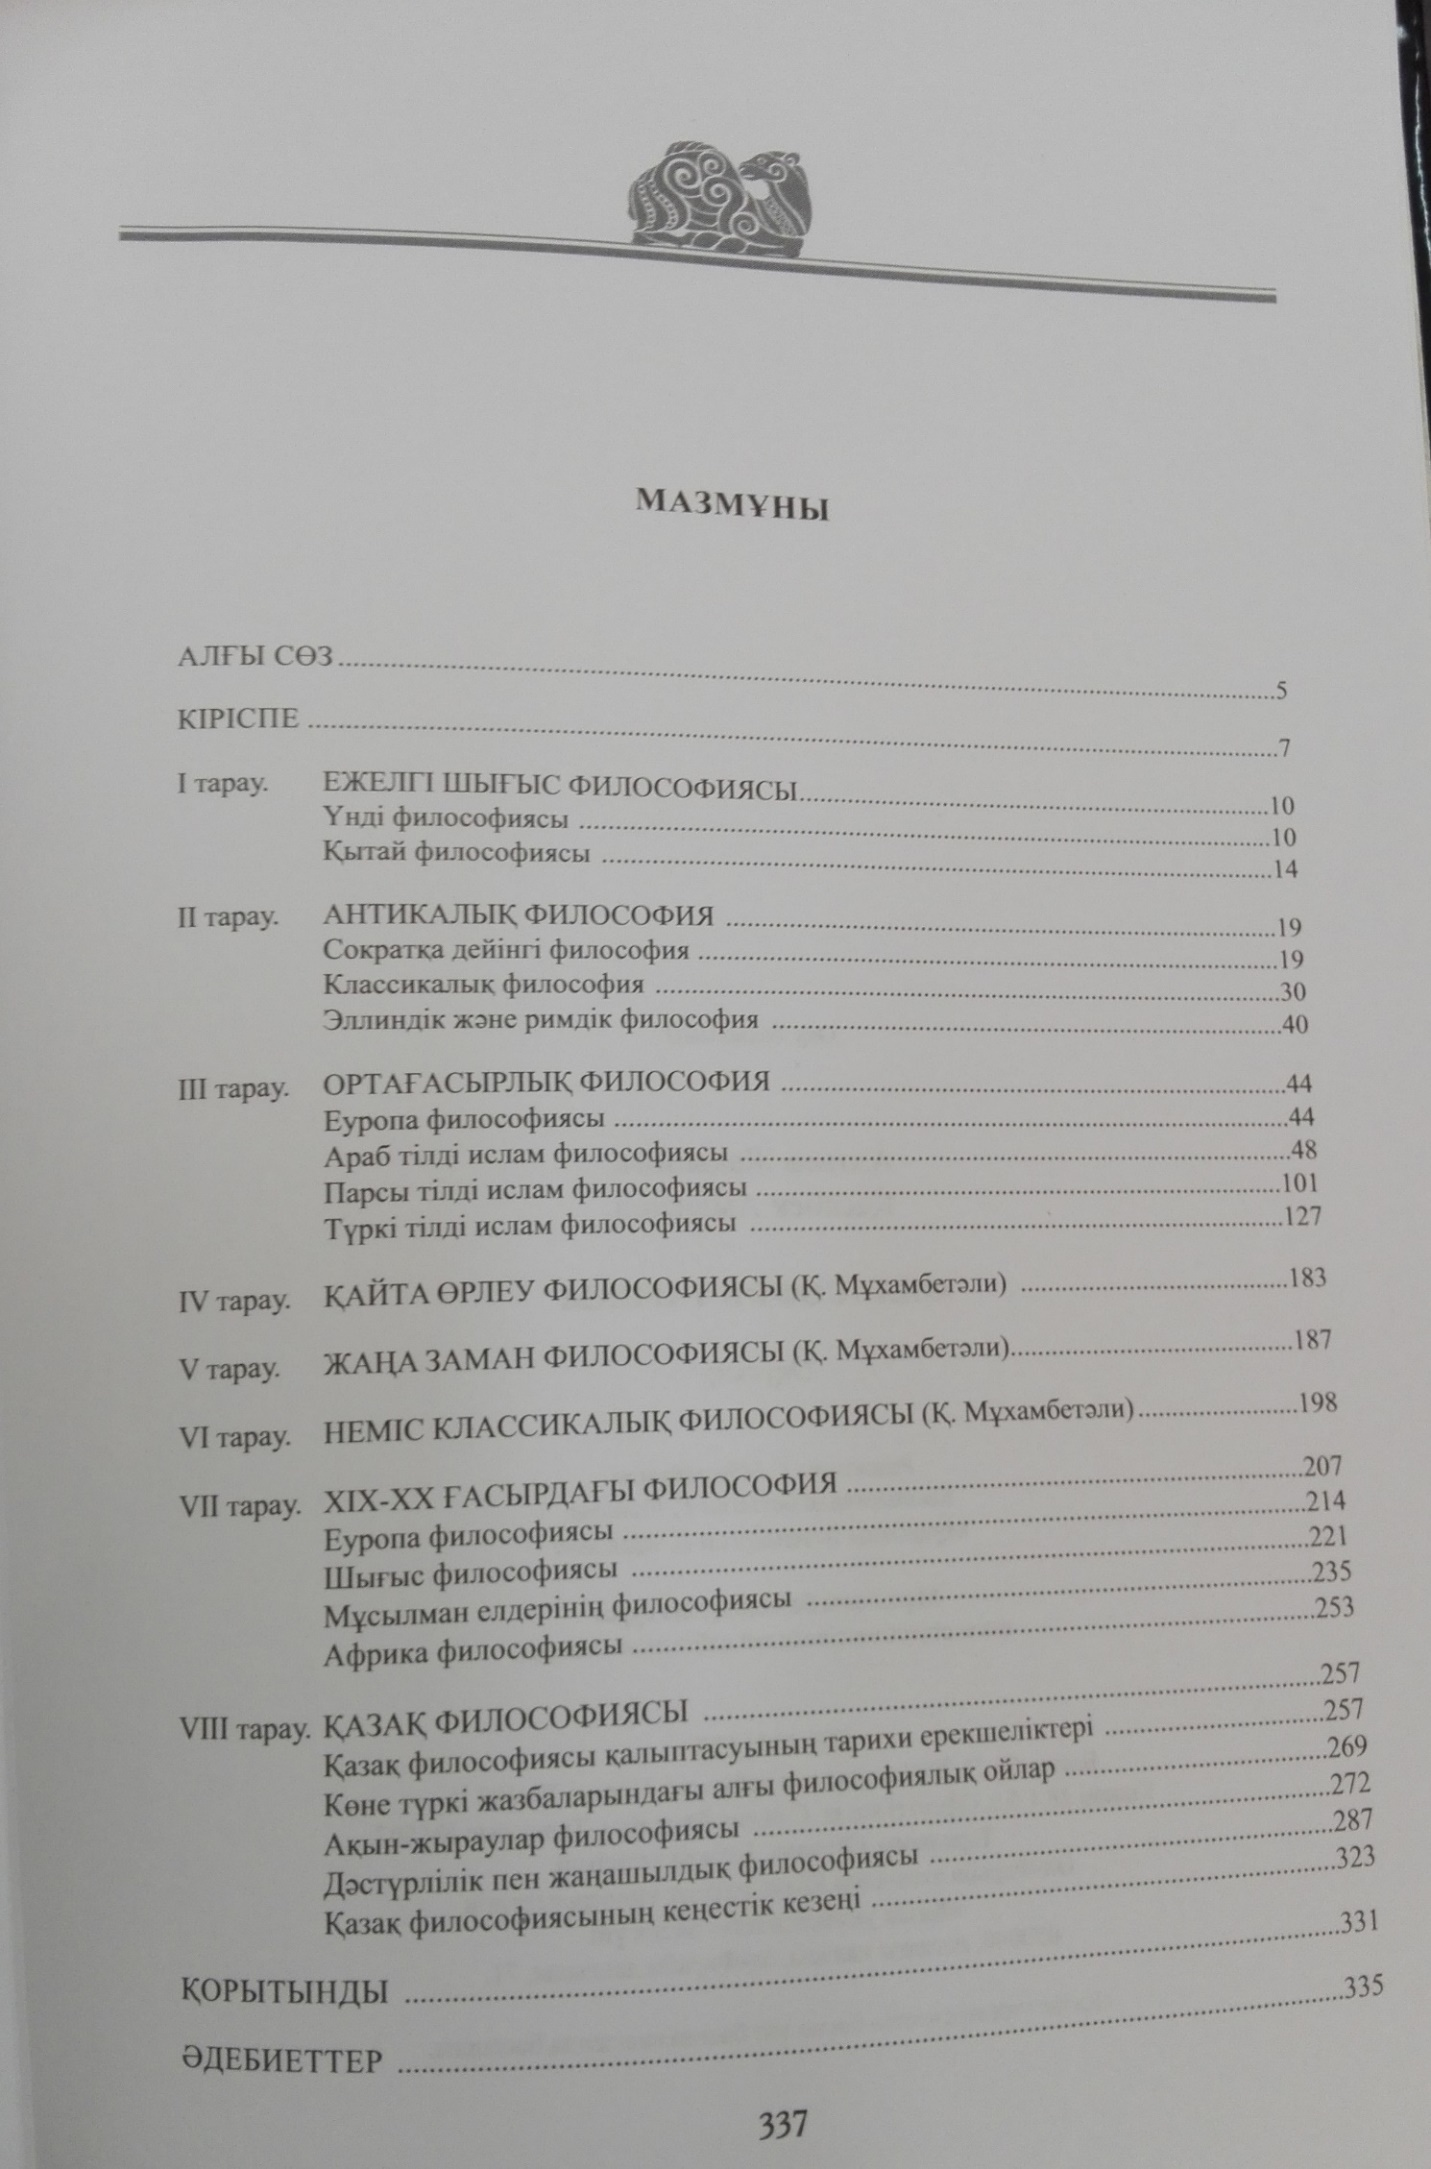 МАЗМҰНЫ
АЛҒЫ СӨЗ ... 5
КІРІСПЕ ... 7
I тарау. ЕЖЕЛГІ ШЫҒЫС ФИЛОСОФИЯСЫ ... 10
Үнді философиясы ... 10
Қытай философиясы ... 14
II тарау. АНТИКАЛЫҚ ФИЛОСОФИЯ ... 19
Сократқа дейінгі философия ... 19
Классикалық философия ... 30
Эллиндік және римдік философия ... 40
III тарау. ОРТАҒАСЫРЛЫҚ ФИЛОСОФИЯ ... 44
Еуропа философиясы ... 44
Араб тілді ислам философиясы ... 48
Парсы тілді ислам философиясы ... 101
Түркі тілді ислам философиясы ... 127
IV тарау. ҚАЙТА ӨРЛЕУ ФИЛОСОФИЯСЫ (Қ. Мұхамбетәли) ... 183
V тарау. ЖАҢА ЗАМАН ФИЛОСОФИЯСЫ (Қ. Мұхамбетәли) ... 187
VI тарау. НЕМІС КЛАССИКАЛЫҚ ФИЛОСОФИЯСЫ (Қ. Мұхамбетәли) ... 198
VII тарау. XIX-XX ҒАСЫРДАҒЫ ФИЛОСОФИЯ ... 207
Еуропа философиясы ... 214
Шығыс философиясы ... 221
Мұсылман елдерінің философиясы ... 235
Африка философиясы ... 253
VIII тарау. ҚАЗАҚ ФИЛОСОФИЯСЫ ... 257
Қазақ философиясы қалыптасуының тарихи ерекшеліктері ... 257
Көне түркі жазбаларындағы алғы философиялық ойлар ... 269
Ақын-жыраулар философиясы ... 272
Дәстүрлілік пен жаңашылдық философиясы ... 287
Қазақ философиясының кеңестік кезеңі ... 323
ҚОРЫТЫНДЫ ... 331
ӘДЕБИЕТТЕР ... 335
337